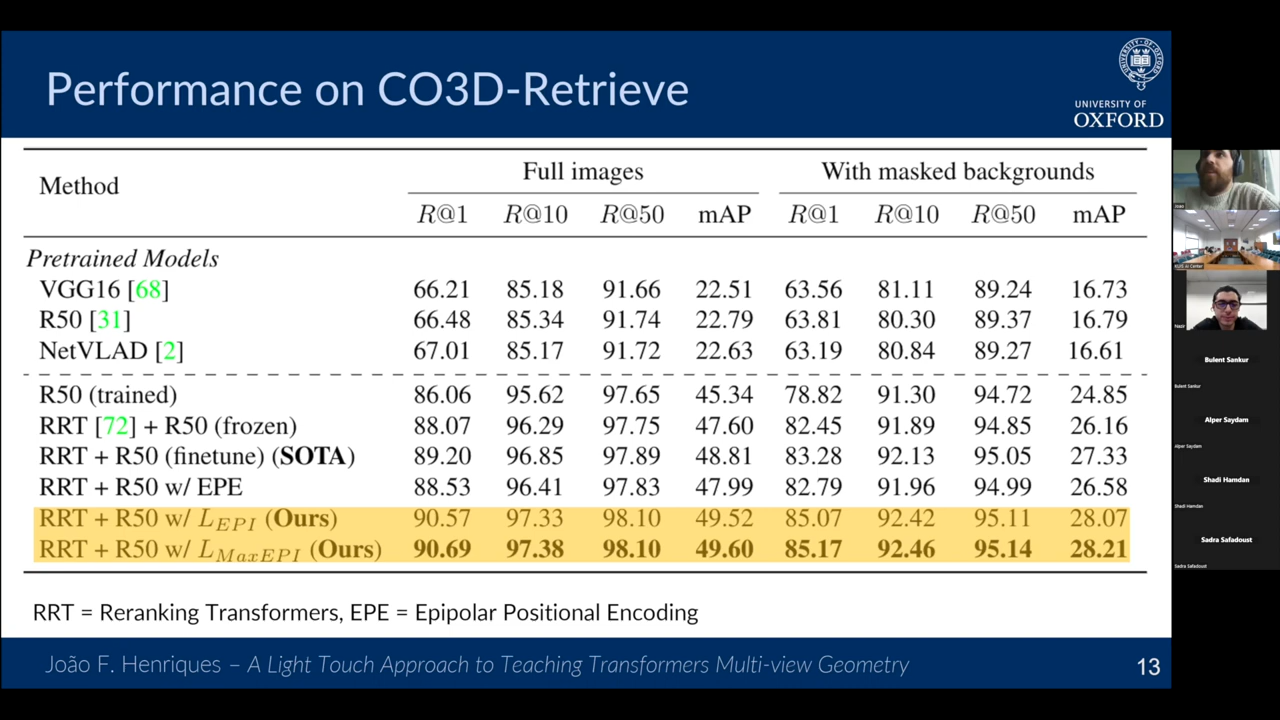 Performance on CO3D-Retrieve
UNIVERSITY OF
OXFORD
Method
Full images
With masked backgrounds
R@1 R@10 R@50 mAP R@1 R@10 R@50 mAP
Pretrained Models
VGG16 [68] 66.21 85.18 91.66 22.51 63.56 81.11 89.24 16.73
R50 [31] 66.48 85.34 91.74 22.79 63.81 80.30 89.37 16.79
NetVLAD [2] 67.01 85.17 91.72 22.63 63.19 80.84 89.27 16.61
R50 (trained) 86.06 95.62 97.65 45.34 78.82 91.30 94.72 24.85
RRT [72] + R50 (frozen) 88.07 96.29 97.75 47.60 82.45 91.89 94.85 26.16
RRT + R50 (finetune) (SOTA) 89.20 96.85 97.89 48.81 83.28 92.13 95.05 27.33
RRT + R50 w/ EPE 88.53 96.41 97.83 47.99 82.79 91.96 94.99 26.58
RRT + R50 w/ L_EPI (Ours) 90.57 97.33 98.10 49.52 85.07 92.42 95.11 28.07
RRT + R50 w/ L_MaxEPI (Ours) 90.69 97.38 98.10 49.60 85.17 92.46 95.14 28.21
RRT = Reranking Transformers, EPE = Epipolar Positional Encoding
João F. Henriques – A Light Touch Approach to Teaching Transformers Multi-view Geometry
13
KUIS AI Center
Bulent Sankur
Bulent Sankur
Alper Saydam
Alper Saydam
Shadi Hamdan
Shadi Hamdan
Sadra Safadoust
Sadra Safadoust